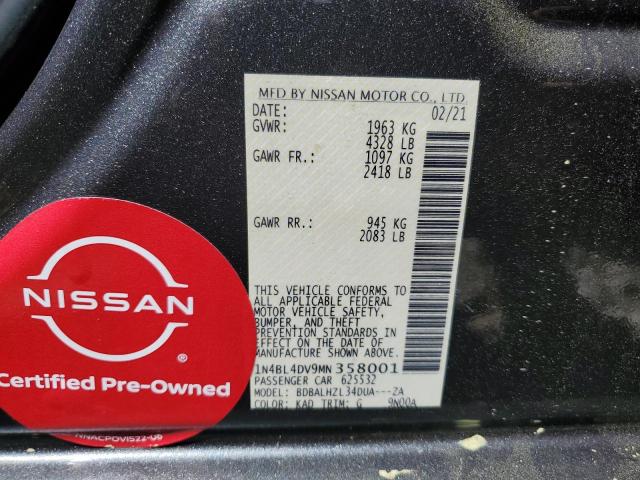 MFD BY NISSAN MOTOR CO., LTD.
DATE: 02/21
GVWR: 1963 KG
4328 LB
GAWR FR.: 1097 KG
2418 LB
GAWR RR.: 945 KG
2083 LB
THIS VEHICLE CONFORMS TO
ALL APPLICABLE FEDERAL
MOTOR VEHICLE SAFETY,
BUMPER, AND THEFT
PREVENTION STANDARDS IN
EFFECT ON THE DATE OF
MANUFACTURE SHOWN ABOVE.
1N4BL4DV9MN358001
PASSENGER CAR 625532
MODEL: BDBALHZL34DUA---ZA
COLOR: KAD TRIM: G 9N00A
NISSAN
®
Certified Pre-Owned
NNACPOVI522-06